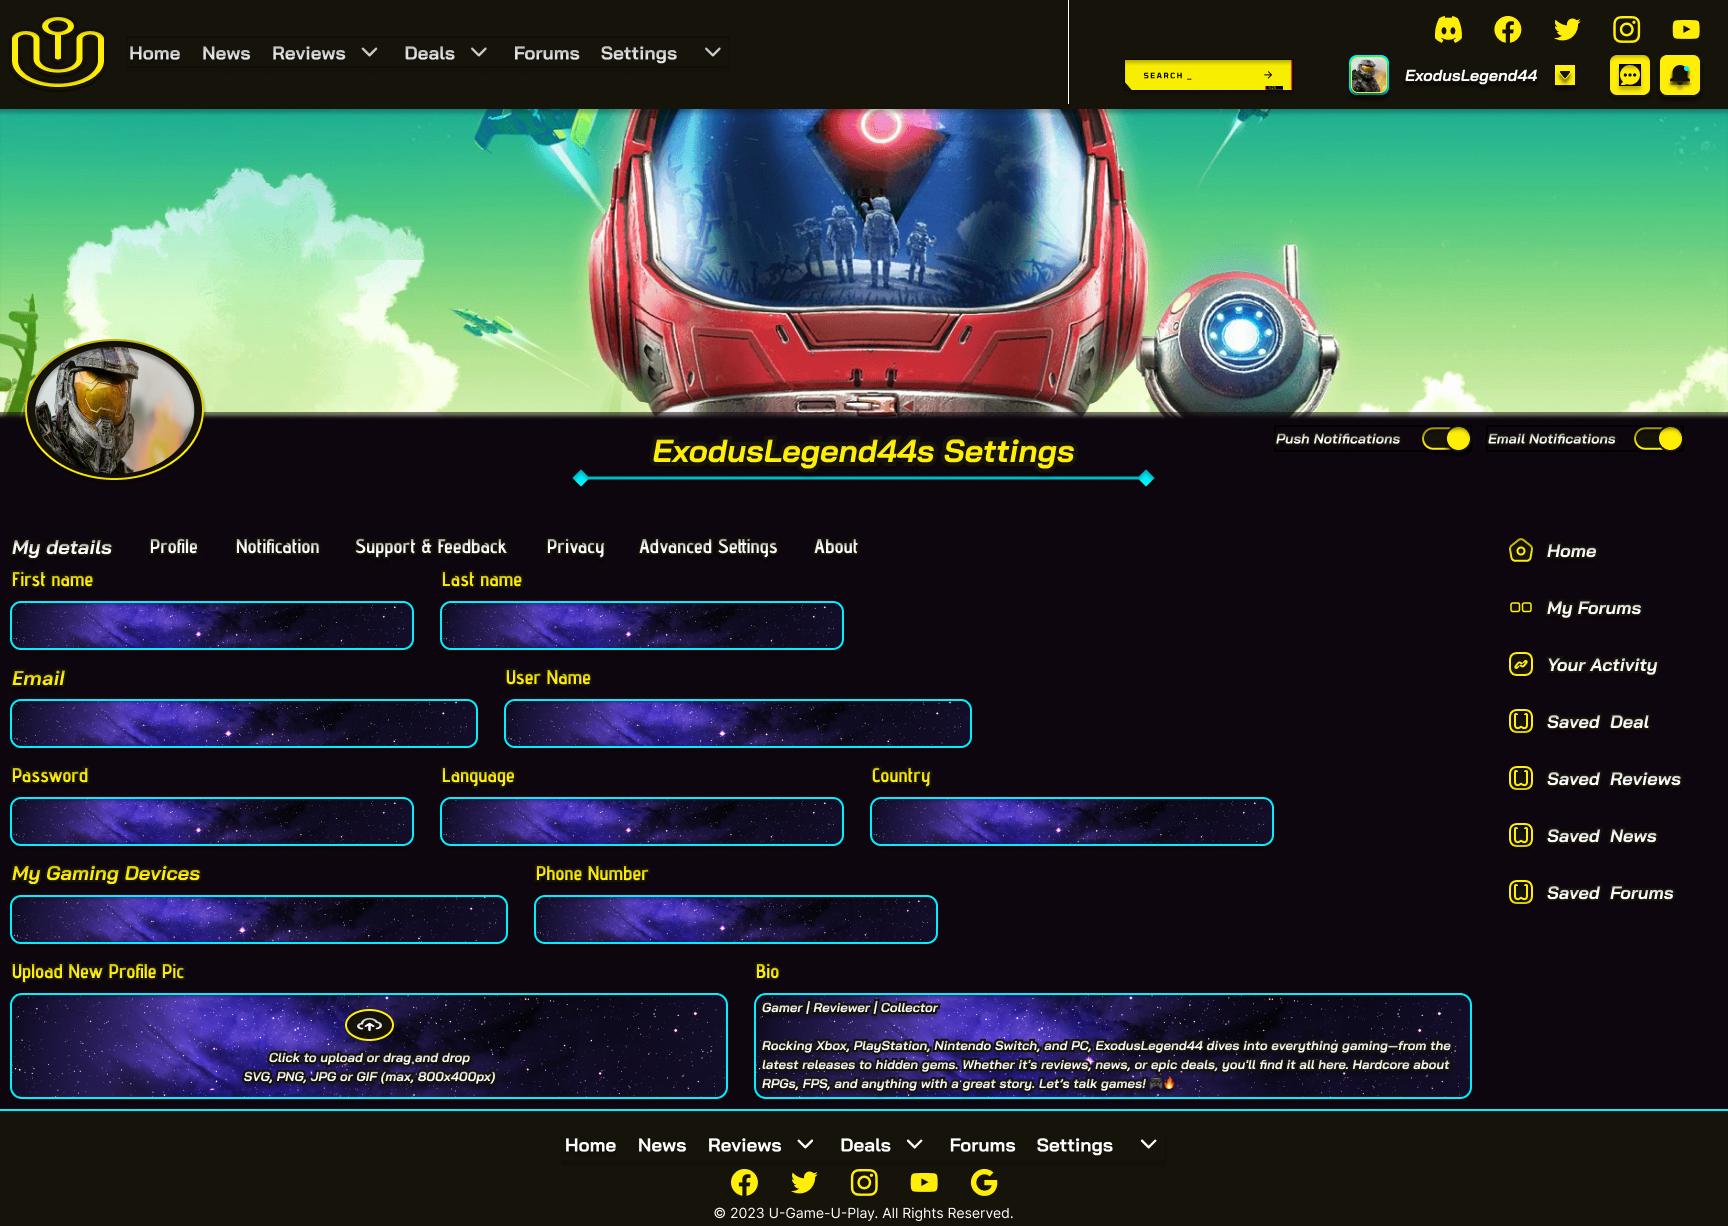 Home News Reviews Deals Forums Settings
SEARCH _
ExodusLegend44
ExodusLegend44s Settings
Push Notifications
Email Notifications
My details Profile Notification Support & Feedback Privacy Advanced Settings About
First name Last name
Email User Name
Password Language Country
My Gaming Devices Phone Number
Upload New Profile Pic Bio
Click to upload or drag and drop
SVG, PNG, JPG or GIF (max, 800x400px)
Gamer | Reviewer | Collector
Rocking Xbox, PlayStation, Nintendo Switch, and PC, ExodusLegend44 dives into everything gaming—from the
latest releases to hidden gems. Whether it's reviews, news, or epic deals, you'll find it all here. Hardcore about
RPGs, FPS, and anything with a great story. Let's talk games! 🎮🔥
Home
My Forums
Your Activity
Saved Deal
Saved Reviews
Saved News
Saved Forums
Home News Reviews Deals Forums Settings
© 2023 U-Game-U-Play. All Rights Reserved.